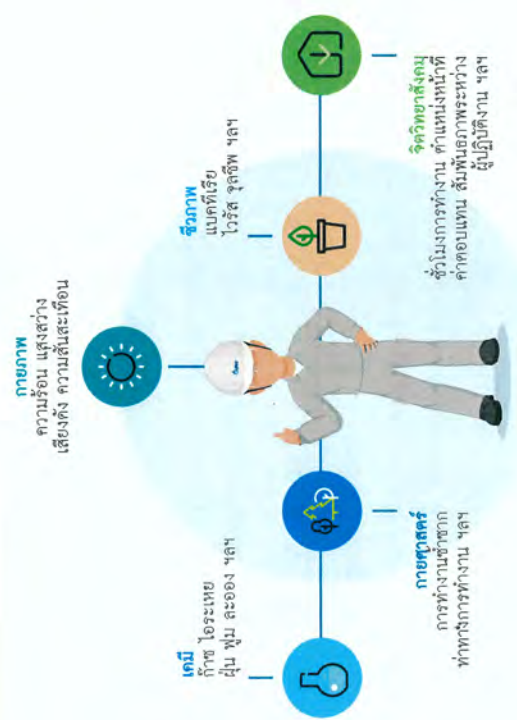 กายภาพ
ความร้อน แสงสว่าง
เสียงดัง ความสั่นสะเทือน
เคมี
ก๊าซ ไอระเหย
ฝุ่น ฟูม ละออง ฯลฯ
ชีวภาพ
แบคทีเรีย
ไวรัส จุลชีพ ฯลฯ
กายศาสตร์
การทำงานซ้ำซาก
ท่าทางการทำงาน ฯลฯ
จิตวิทยาสังคม
ชั่วโมงการทำงาน ตำแหน่งหน้าที่
ค่าตอบแทน สัมพันธภาพระหว่าง
ผู้ปฏิบัติงาน ฯลฯ